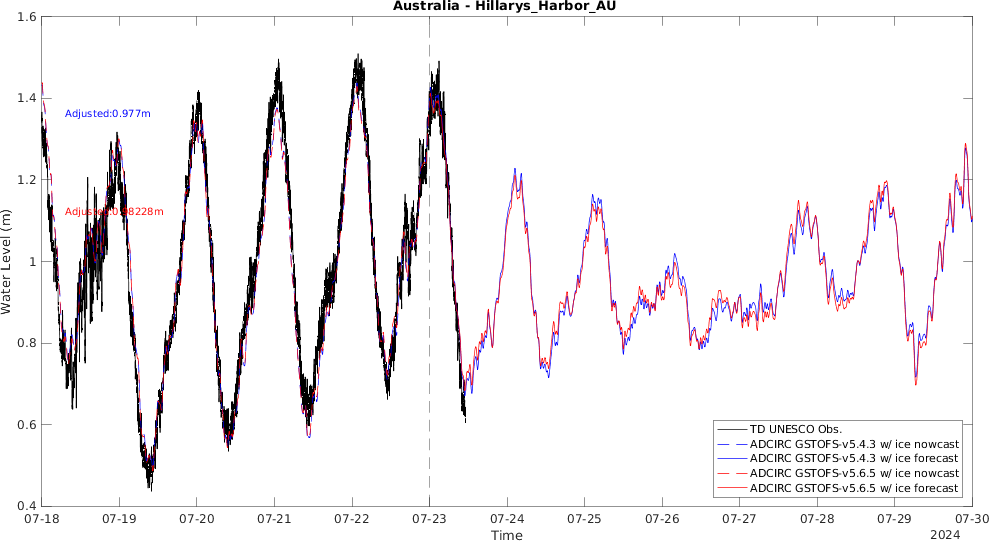 Australia - Hillarys_Harbor_AU
1.6
1.4
1.2
1
0.8
0.6
0.4
Water Level (m)
Adjusted:0.977m
Adjusted:0.98228m
TD UNESCO Obs.
ADCIRC GSTOFS-v5.4.3 w/ ice nowcast
ADCIRC GSTOFS-v5.4.3 w/ ice forecast
ADCIRC GSTOFS-v5.6.5 w/ ice nowcast
ADCIRC GSTOFS-v5.6.5 w/ ice forecast
07-18 07-19 07-20 07-21 07-22 07-23 07-24 07-25 07-26 07-27 07-28 07-29 07-30
Time 2024